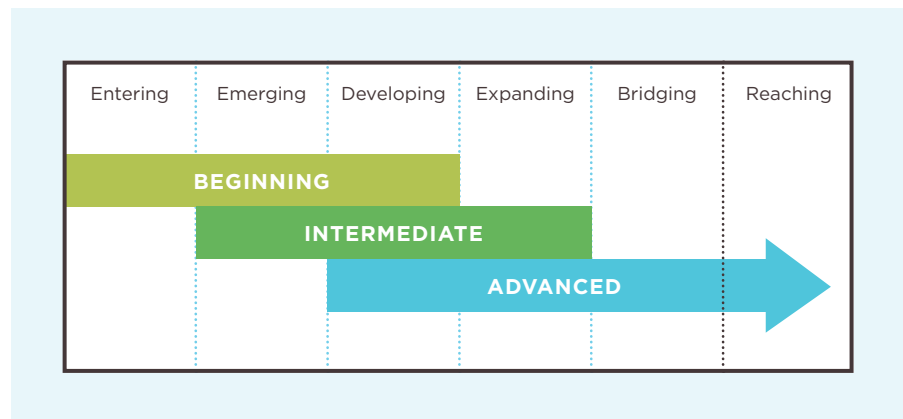 Entering Emerging Developing Expanding Bridging Reaching
BEGINNING
INTERMEDIATE
ADVANCED